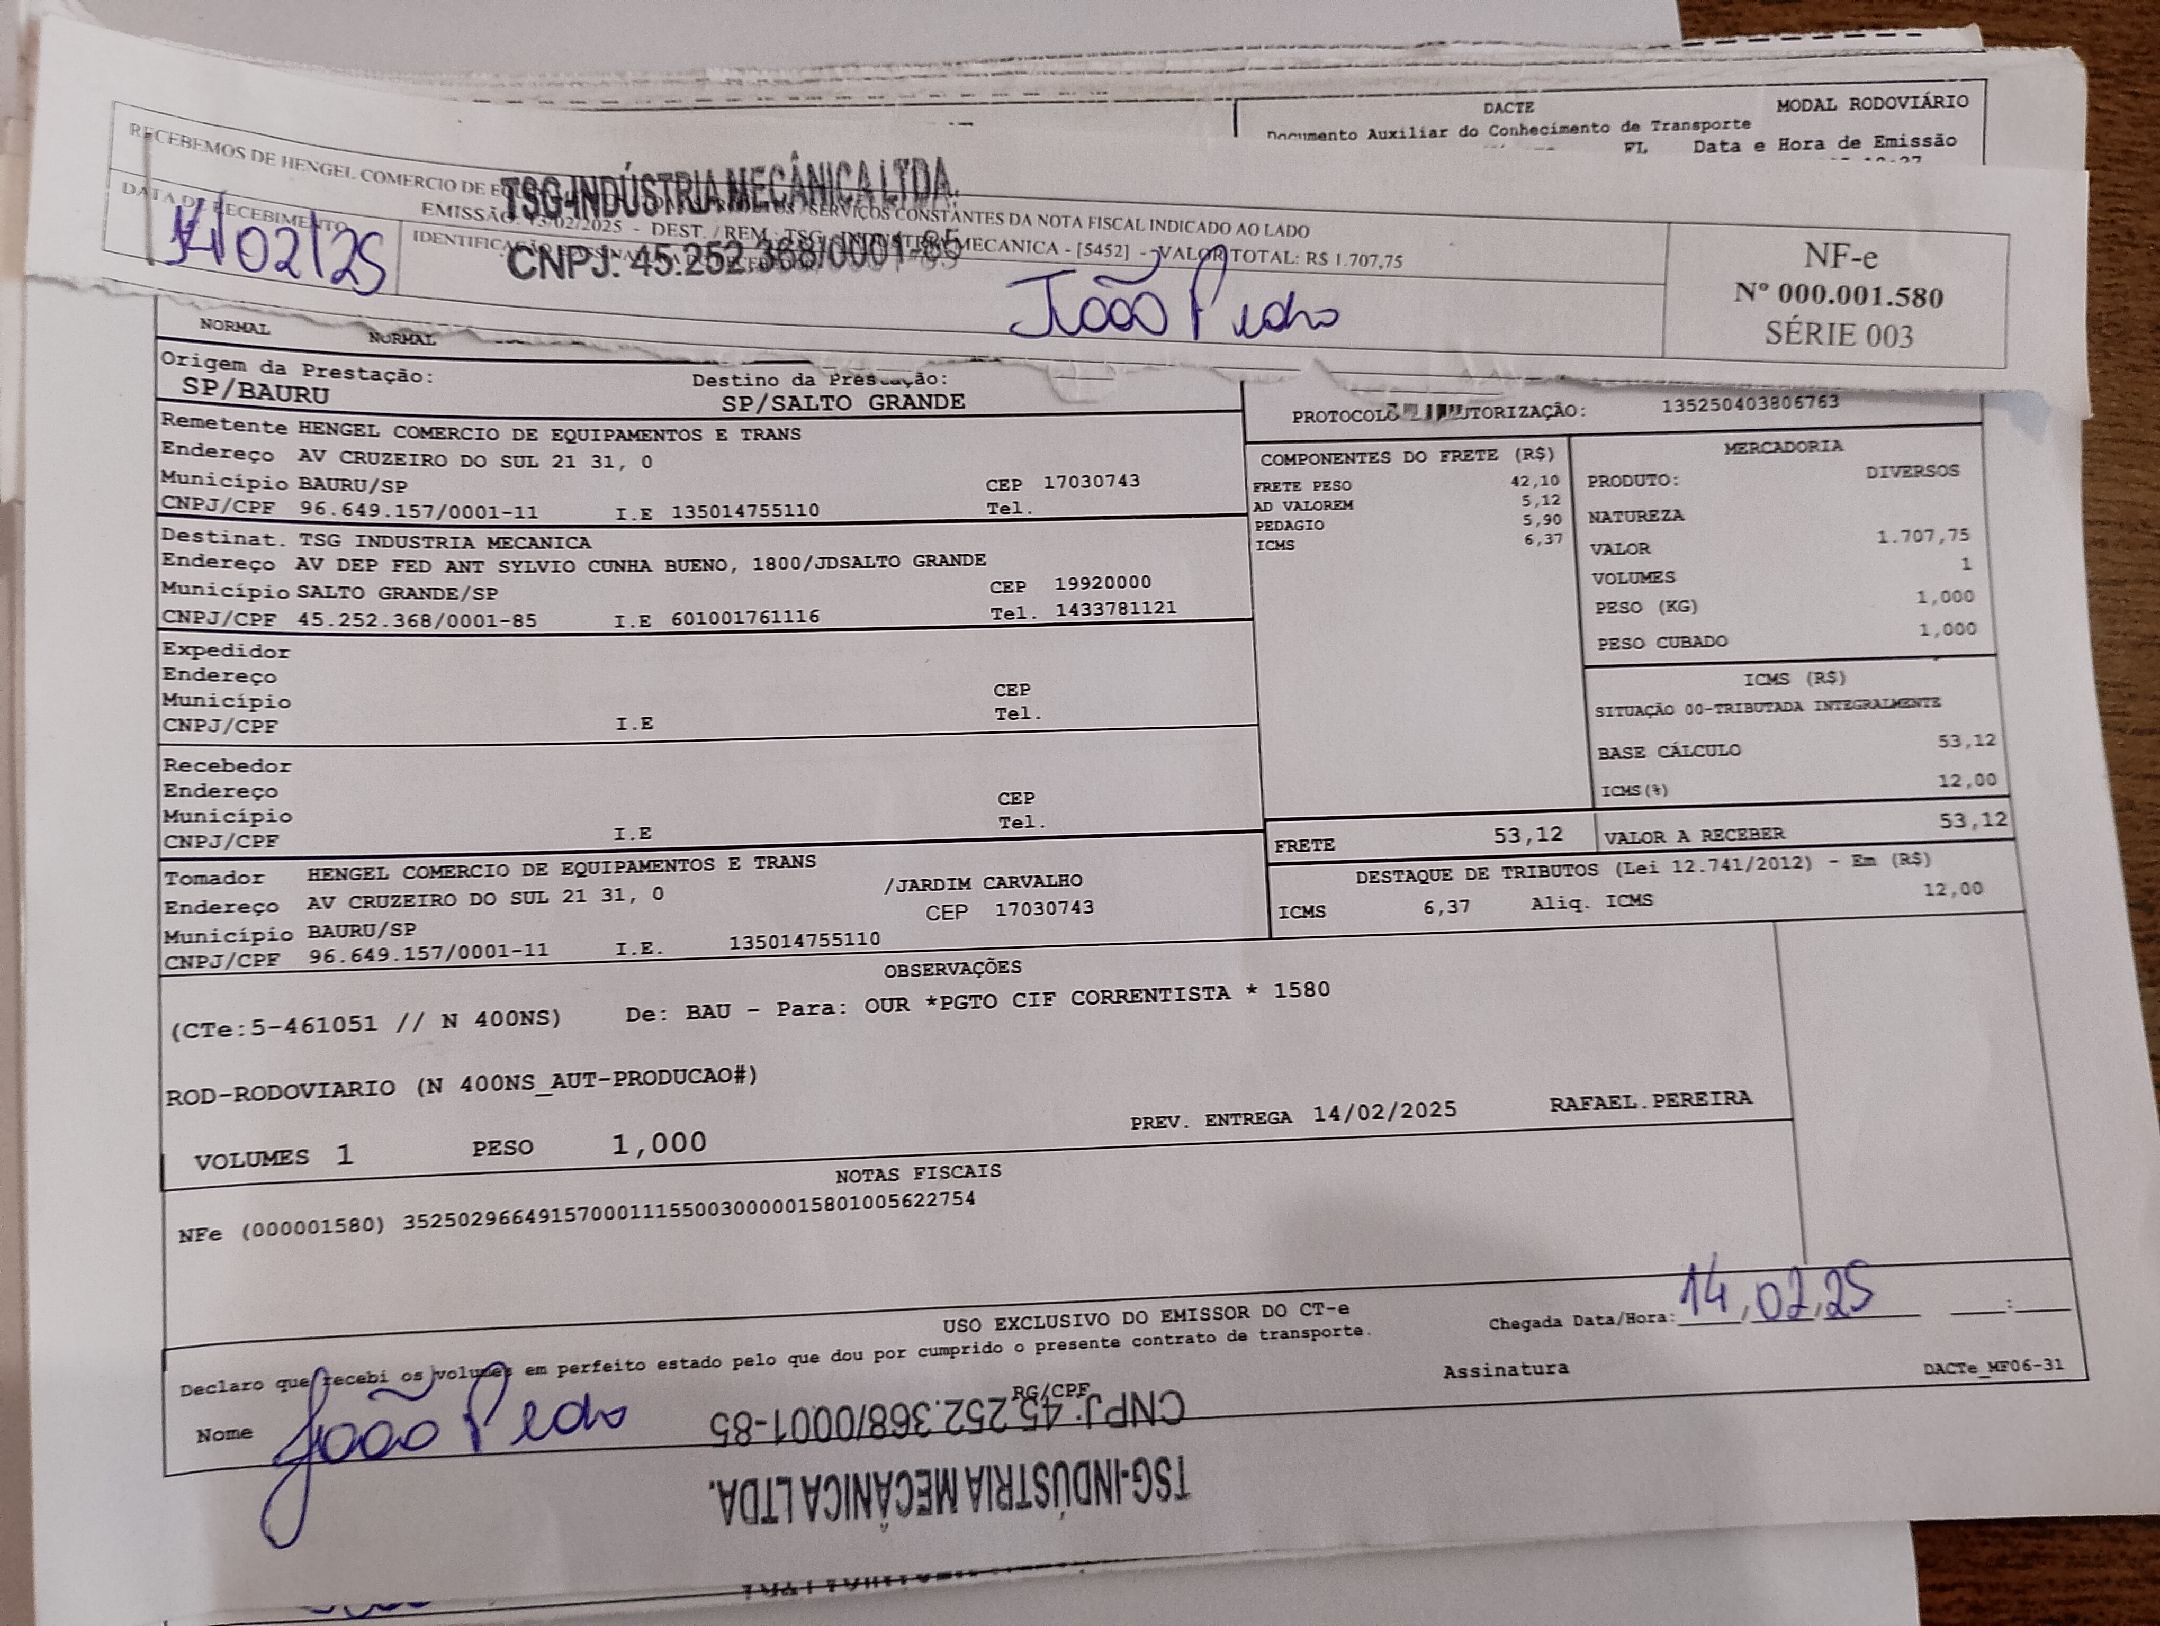 DACTE MODAL RODOVIÁRIO
Documento Auxiliar do Conhecimento de Transporte
FL Data e Hora de Emissão
RECEBEMOS DE HENGEL COMERCIO DE
SERVIÇOS CONSTANTES DA NOTA FISCAL INDICADO AO LADO
EMISSÃO: 13/02/2025 - DEST. / REM.: TSG INDUSTRIA MECANICA - [5452] - VALOR TOTAL: R$ 1.707,75
TSG-INDÚSTRIA MECÂNICA LTDA.
CNPJ. 45.252.368/0001-85
DATA DE RECEBIMENTO
14/02/25
João Pedro
NF-e
Nº 000.001.580
SÉRIE 003
NORMAL NORMAL
Origem da Prestação: Destino da Prestação:
SP/BAURU SP/SALTO GRANDE
PROTOCOLO AUTORIZAÇÃO: 135250403806763
Remetente HENGEL COMERCIO DE EQUIPAMENTOS E TRANS
Endereço AV CRUZEIRO DO SUL 21 31, 0
Município BAURU/SP CEP 17030743
CNPJ/CPF 96.649.157/0001-11 I.E 135014755110 Tel.
Destinat. TSG INDUSTRIA MECANICA
Endereço AV DEP FED ANT SYLVIO CUNHA BUENO, 1800/JDSALTO GRANDE
Município SALTO GRANDE/SP CEP 19920000
CNPJ/CPF 45.252.368/0001-85 I.E 601001761116 Tel. 1433781121
Expedidor
Endereço
Município CEP
CNPJ/CPF I.E Tel.
Recebedor
Endereço
Município CEP
CNPJ/CPF I.E Tel.
Tomador HENGEL COMERCIO DE EQUIPAMENTOS E TRANS
Endereço AV CRUZEIRO DO SUL 21 31, 0 /JARDIM CARVALHO
Município BAURU/SP CEP 17030743
CNPJ/CPF 96.649.157/0001-11 I.E. 135014755110
COMPONENTES DO FRETE (R$)
FRETE PESO 42,10
AD VALOREM 5,12
PEDAGIO 5,90
ICMS 6,37
MERCADORIA
PRODUTO: DIVERSOS
NATUREZA
VALOR 1.707,75
VOLUMES 1
PESO (KG) 1,000
PESO CUBADO 1,000
ICMS (R$)
SITUAÇÃO 00-TRIBUTADA INTEGRALMENTE
BASE CÁLCULO 53,12
ICMS(%) 12,00
FRETE 53,12 VALOR A RECEBER 53,12
DESTAQUE DE TRIBUTOS (Lei 12.741/2012) - Em (R$)
ICMS 6,37 Aliq. ICMS 12,00
OBSERVAÇÕES
(CTe:5-461051 // N 400NS) De: BAU - Para: OUR *PGTO CIF CORRENTISTA * 1580
ROD-RODOVIARIO (N 400NS_AUT-PRODUCAO#)
VOLUMES 1 PESO 1,000 PREV. ENTREGA 14/02/2025 RAFAEL.PEREIRA
NOTAS FISCAIS
NFe (000001580) 35250296649157000111550030000015801005622754
USO EXCLUSIVO DO EMISSOR DO CT-e
Declaro que recebi os volumes em perfeito estado pelo que dou por cumprido o presente contrato de transporte.
Chegada Data/Hora: 14,02,25 :
Nome João Pedro RG/CPF Assinatura DACTe_MF06-31
CNPJ. 45.252.368/0001-85
TSG-INDÚSTRIA MECÂNICA LTDA.